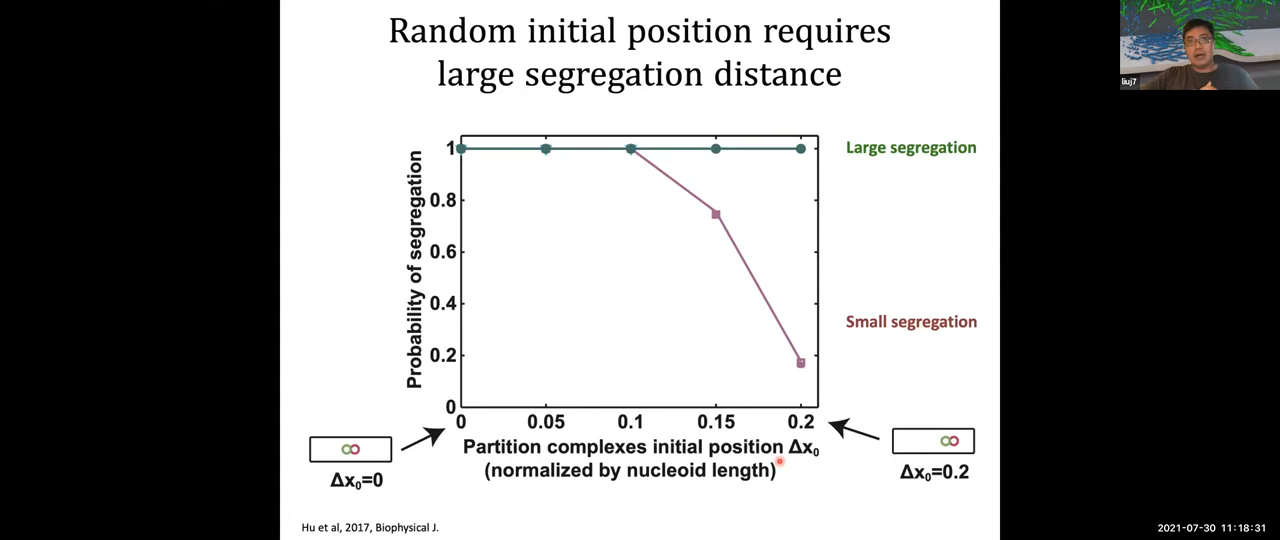 Random initial position requires
large segregation distance
liuj7
Probability of segregation
1
0.8
0.6
0.4
0.2
0
0 0.05 0.1 0.15 0.2
Large segregation
Small segregation
Partition complexes initial position Δx₀
(normalized by nucleoid length)
Δx₀=0
Δx₀=0.2
Hu et al, 2017, Biophysical J.
2021-07-30 11:18:31